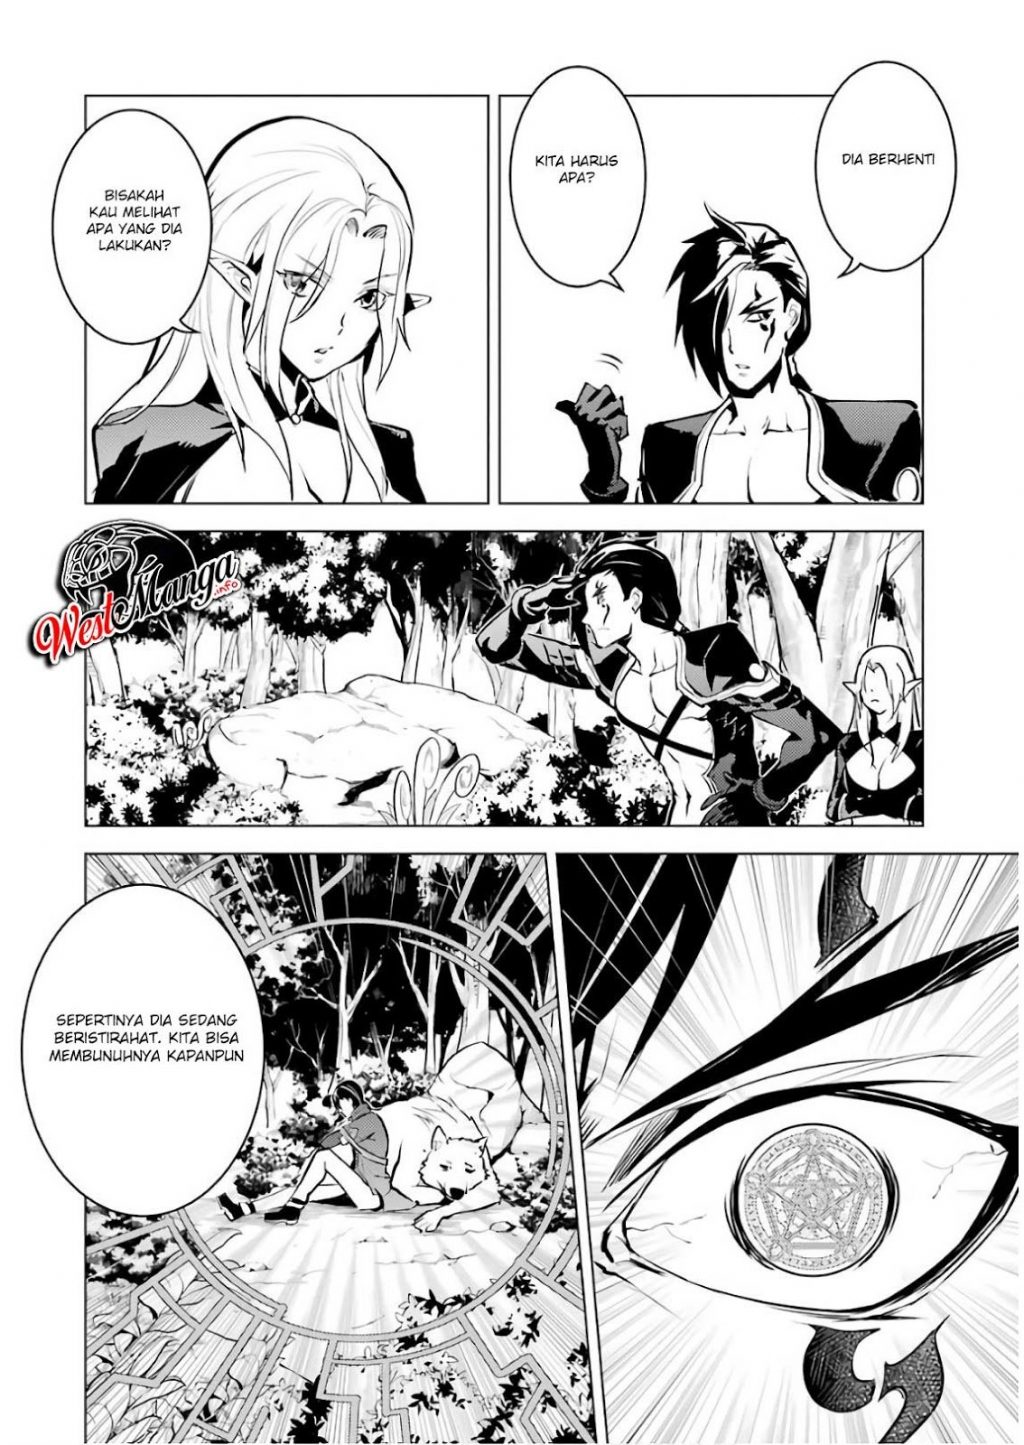 DIA BERHENTI
KITA HARUS
APA?
BISAKAH
KAU MELIHAT
APA YANG DIA
LAKUKAN?
WestManga
.info
SEPERTINYA DIA SEDANG
BERISTIRAHAT. KITA BISA
MEMBUNUHNYA KAPANPUN